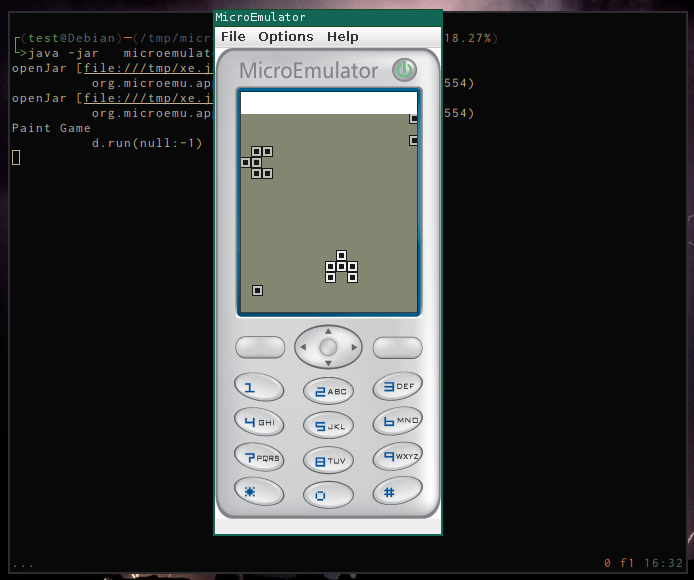 MicroEmulator
File Options Help
┌(test@Debian)─(/tmp/micr 18.27%)
└>java -jar microemulat
openJar [file:///tmp/xe.j
org.microemu.app 554)
openJar [file:///tmp/xe.j
org.microemu.app 554)
Paint Game
d.run(null:-1)
MicroEmulator
1 2 ABC 3 DEF
4 GHI 5 JKL 6 MNO
7 PQRS 8 TUV 9 WXYZ
* 0 #
... 0 f1 16:32